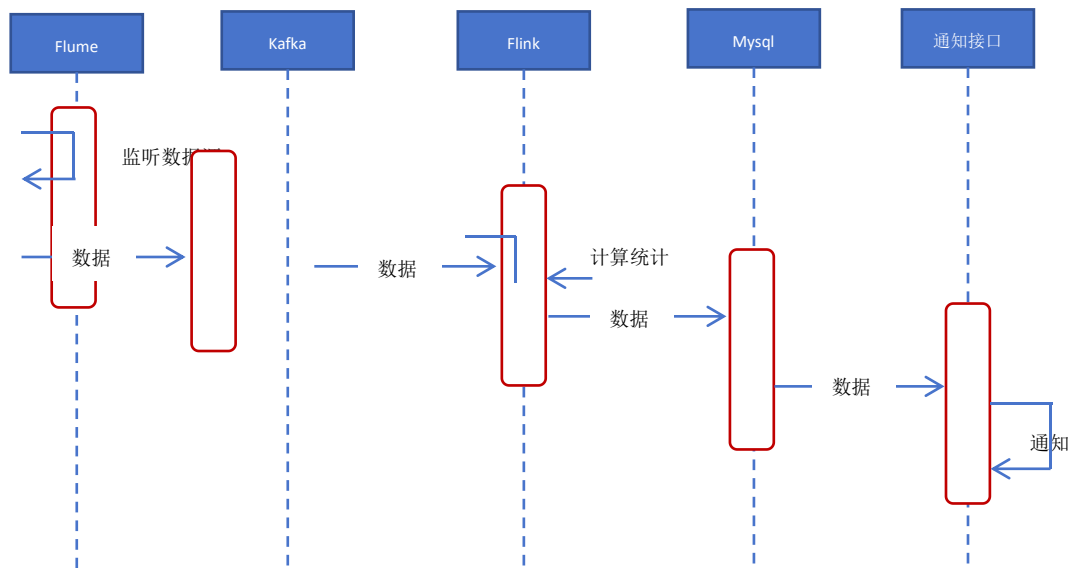 Flume
Kafka
Flink
Mysql
通知接口
监听数据
数据
数据
计算统计
数据
数据
通知